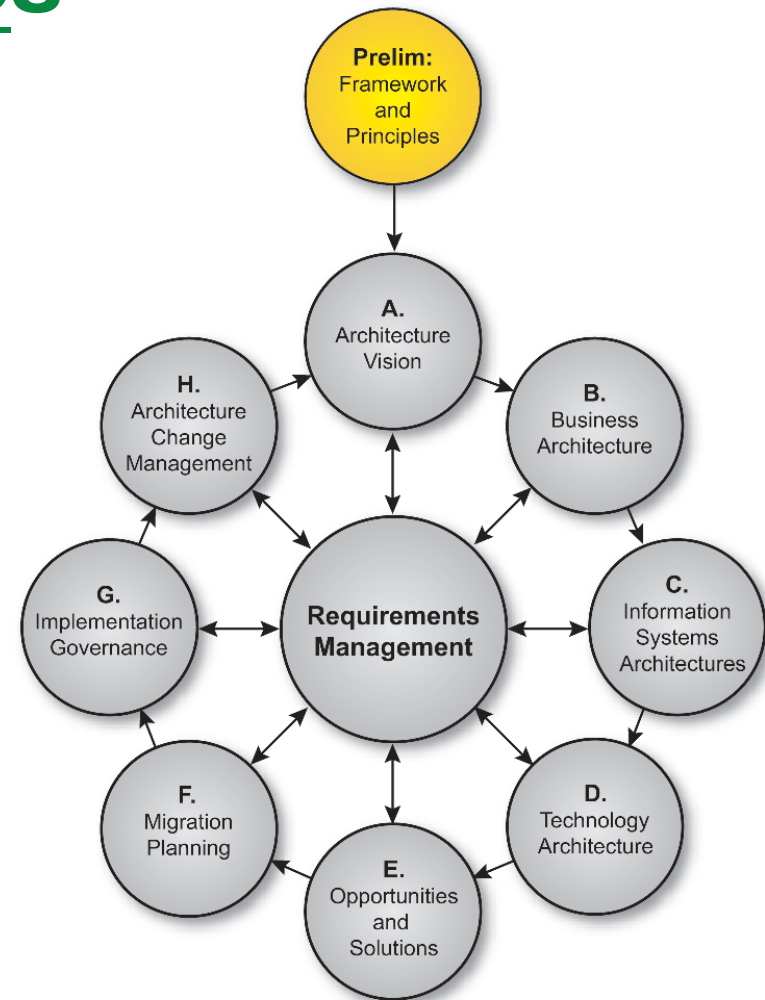 Prelim:
Framework
and
Principles
A.
Architecture
Vision
B.
Business
Architecture
C.
Information
Systems
Architectures
D.
Technology
Architecture
E.
Opportunities
and
Solutions
F.
Migration
Planning
G.
Implementation
Governance
H.
Architecture
Change
Management
Requirements
Management